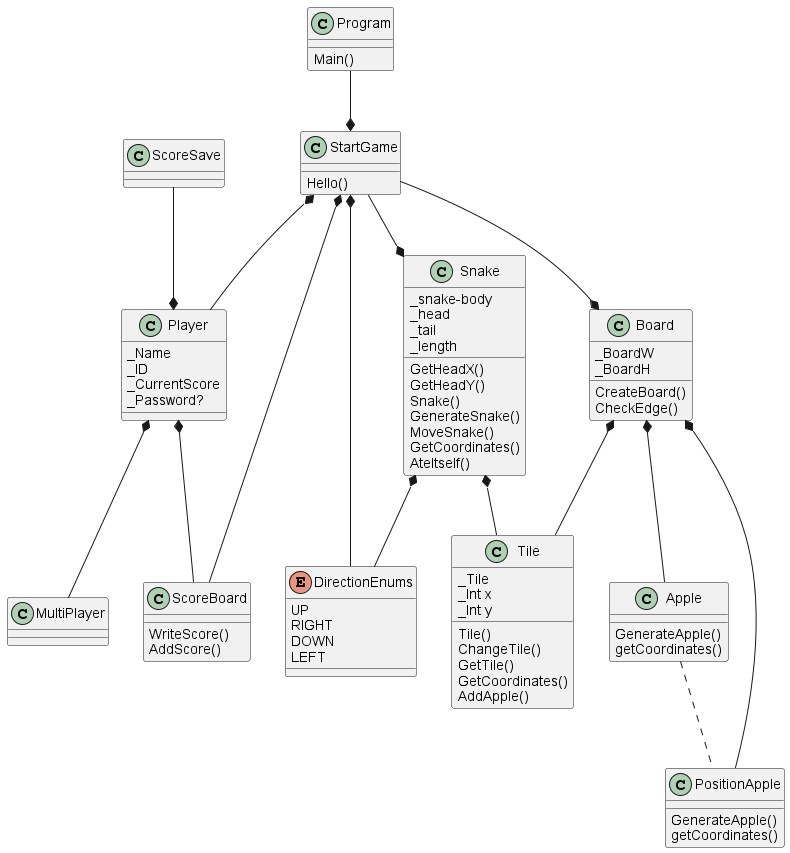 C Program
Main()
C ScoreSave
C StartGame
Hello()
C Player
_Name
_ID
_CurrentScore
_Password?
C Snake
_snake-body
_head
_tail
_length
GetHeadX()
GetHeadY()
Snake()
GenerateSnake()
MoveSnake()
GetCoordinates()
AteItself()
C Board
_BoardW
_BoardH
CreateBoard()
CheckEdge()
C MultiPlayer
C ScoreBoard
WriteScore()
AddScore()
E DirectionEnums
UP
RIGHT
DOWN
LEFT
C Tile
_Tile
_Int x
_Int y
Tile()
ChangeTile()
GetTile()
GetCoordinates()
AddApple()
C Apple
GenerateApple()
getCoordinates()
C PositionApple
GenerateApple()
getCoordinates()